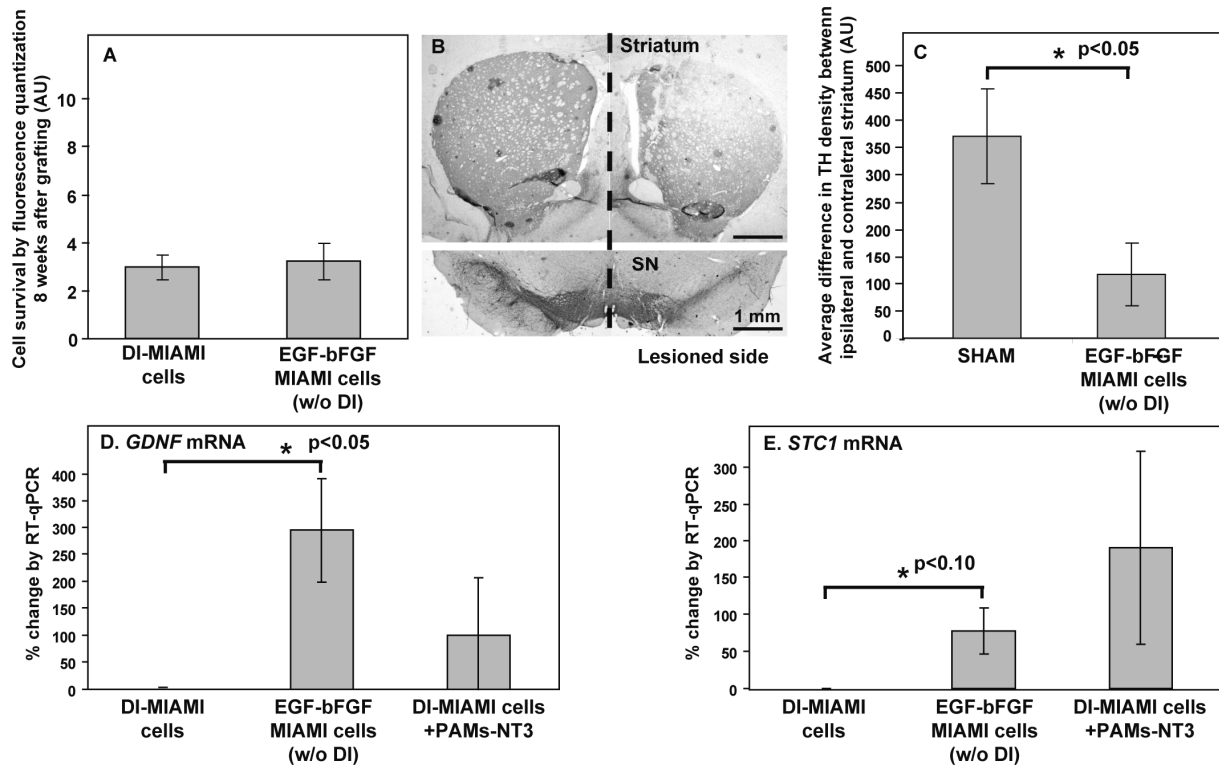 A
Cell survival by fluorescence quantization
8 weeks after grafting (AU)
10
8
6
4
2
0
DI-MIAMI
cells
EGF-bFGF
MIAMI cells
(w/o DI)
B
Striatum
SN
1 mm
Lesioned side
C
* p<0.05
Average difference in TH density betwenn
ipsilateral and contraletral striatum (AU)
500
450
400
350
300
250
200
150
100
50
0
SHAM
EGF-bFGF
MIAMI cells
(w/o DI)
D. GDNF mRNA
* p<0.05
% change by RT-qPCR
400
350
300
250
200
150
100
50
0
DI-MIAMI
cells
EGF-bFGF
MIAMI cells
(w/o DI)
DI-MIAMI cells
+PAMs-NT3
E. STC1 mRNA
* p<0.10
% change by RT-qPCR
300
250
200
150
100
50
0
DI-MIAMI
cells
EGF-bFGF
MIAMI cells
(w/o DI)
DI-MIAMI cells
+PAMs-NT3